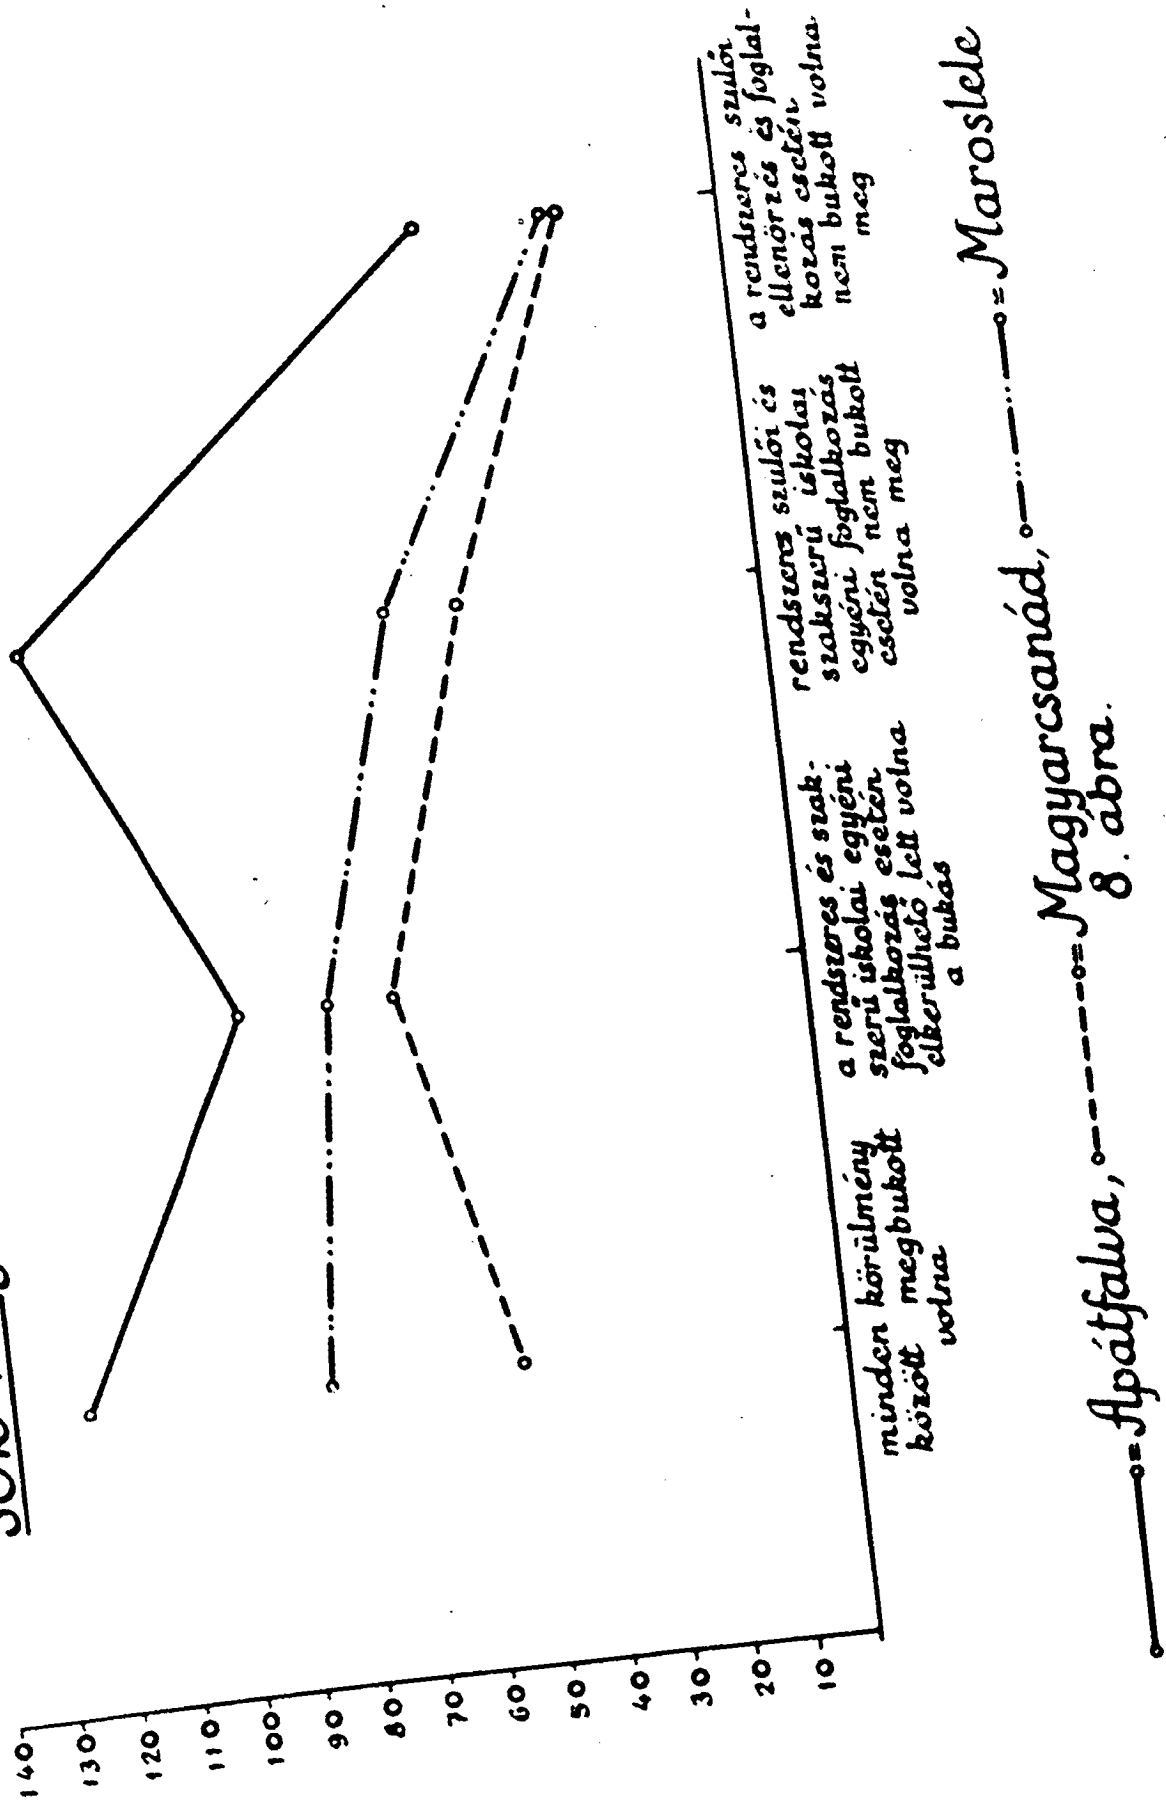 140
130
120
110
100
90
80
70
60
50
40
30
20
10
minden körülmény
között megbukott
volna
a rendszeres és szak-
szerű iskolai egyéni
foglalkozás esetén
elkerülhető lett volna
a bukás
rendszeres szülői és
szakszerű iskolai
egyéni foglalkozás
esetén nem bukott
volna meg
a rendszeres szülői
ellenőrzés és foglal-
kozás esetén
nem bukott volna
meg
= Apátfalva, = Magyarcsanád, = Maroslele
8. ábra.